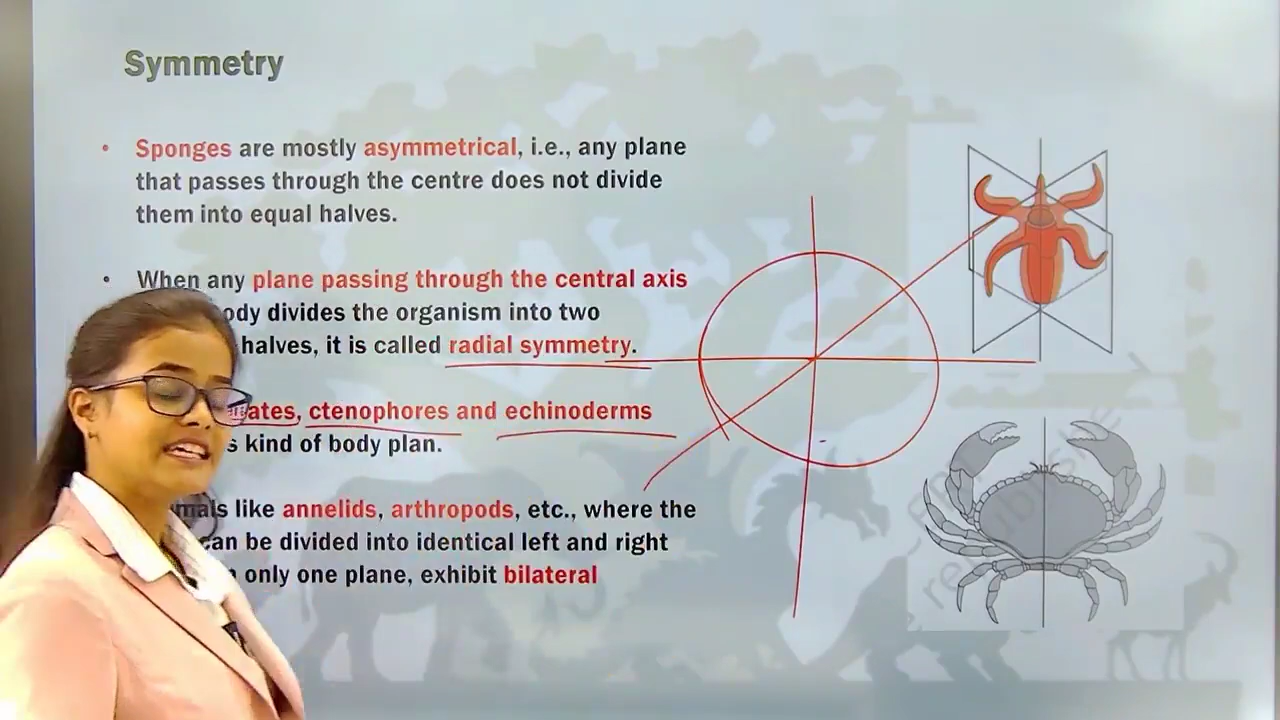 Symmetry
• Sponges are mostly asymmetrical, i.e., any plane
that passes through the centre does not divide
them into equal halves.
• When any plane passing through the central axis
body divides the organism into two
halves, it is called radial symmetry.
ates, ctenophores and echinoderms
s kind of body plan.
mals like annelids, arthropods, etc., where the
can be divided into identical left and right
only one plane, exhibit bilateral